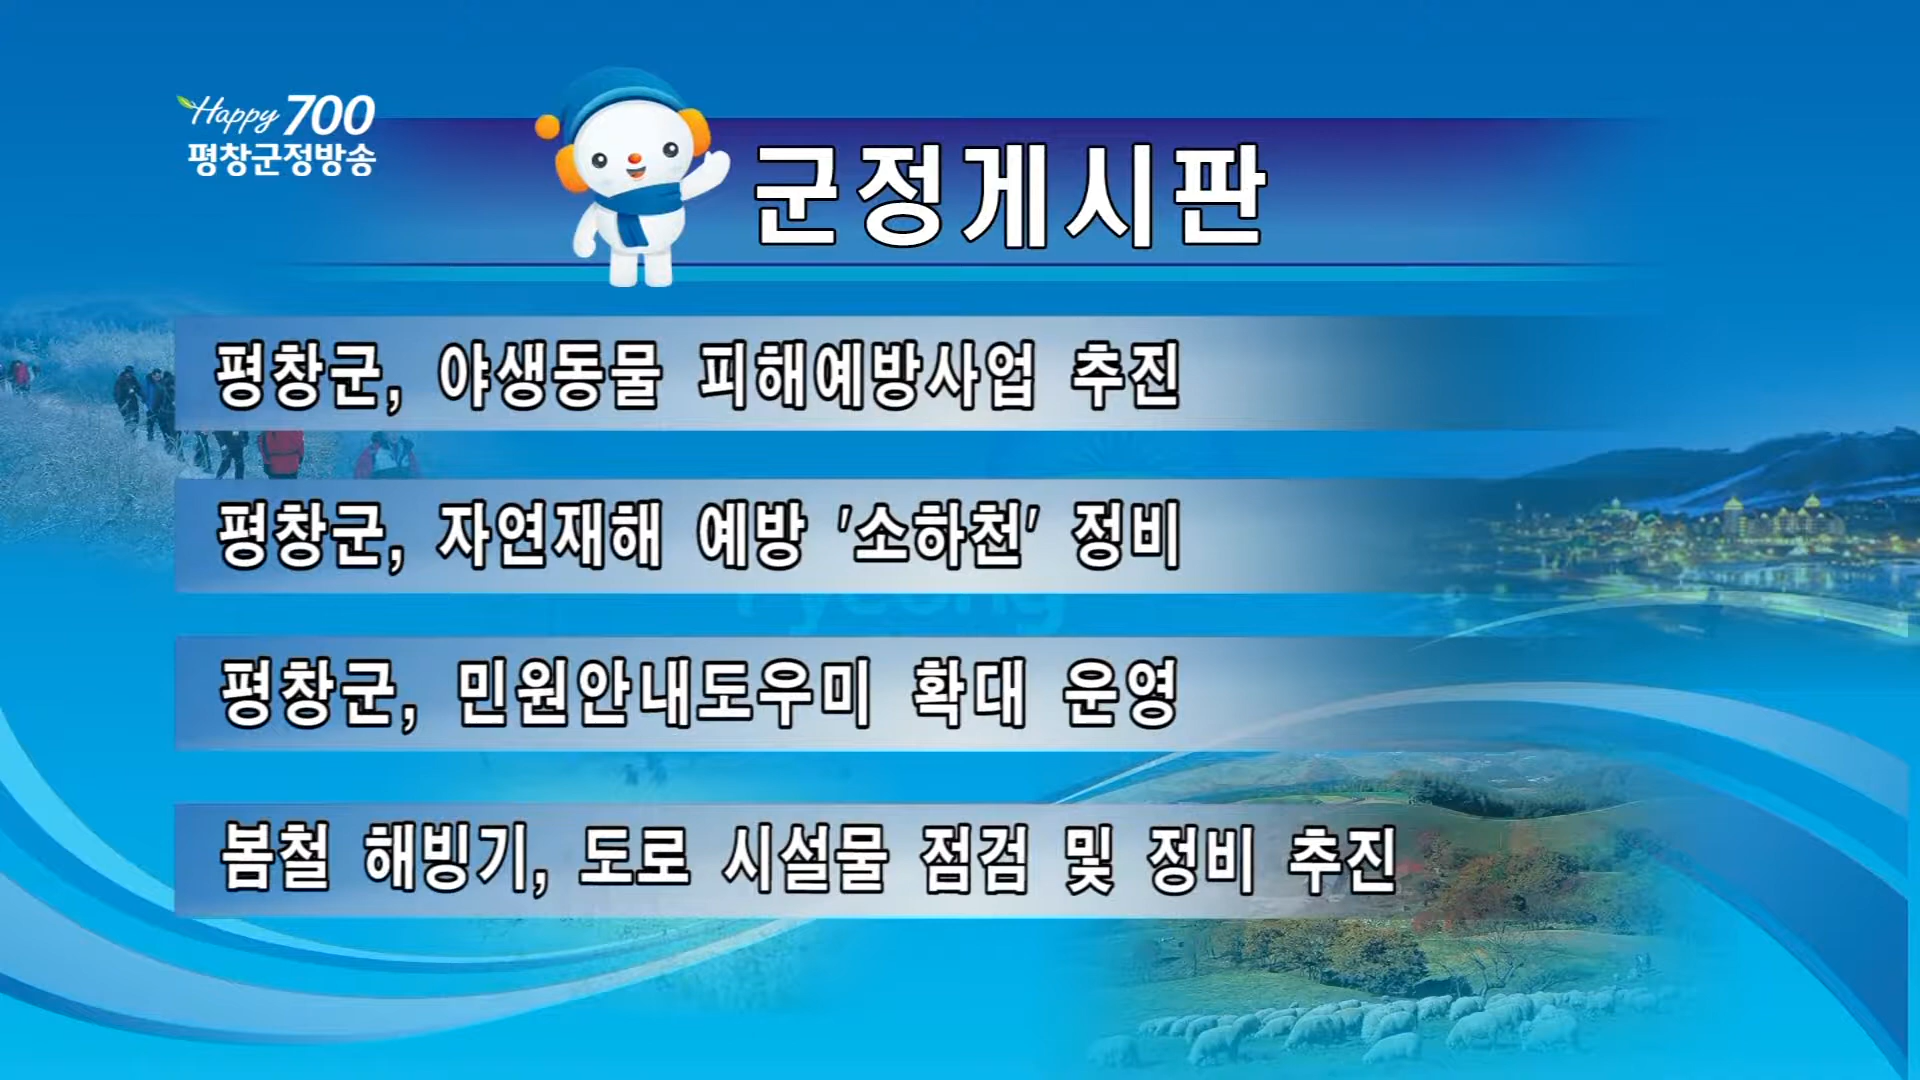 Happy 700
평창군정방송
군정게시판
평창군, 야생동물 피해예방사업 추진
평창군, 자연재해 예방 '소하천' 정비
평창군, 민원안내도우미 확대 운영
봄철 해빙기, 도로 시설물 점검 및 정비 추진